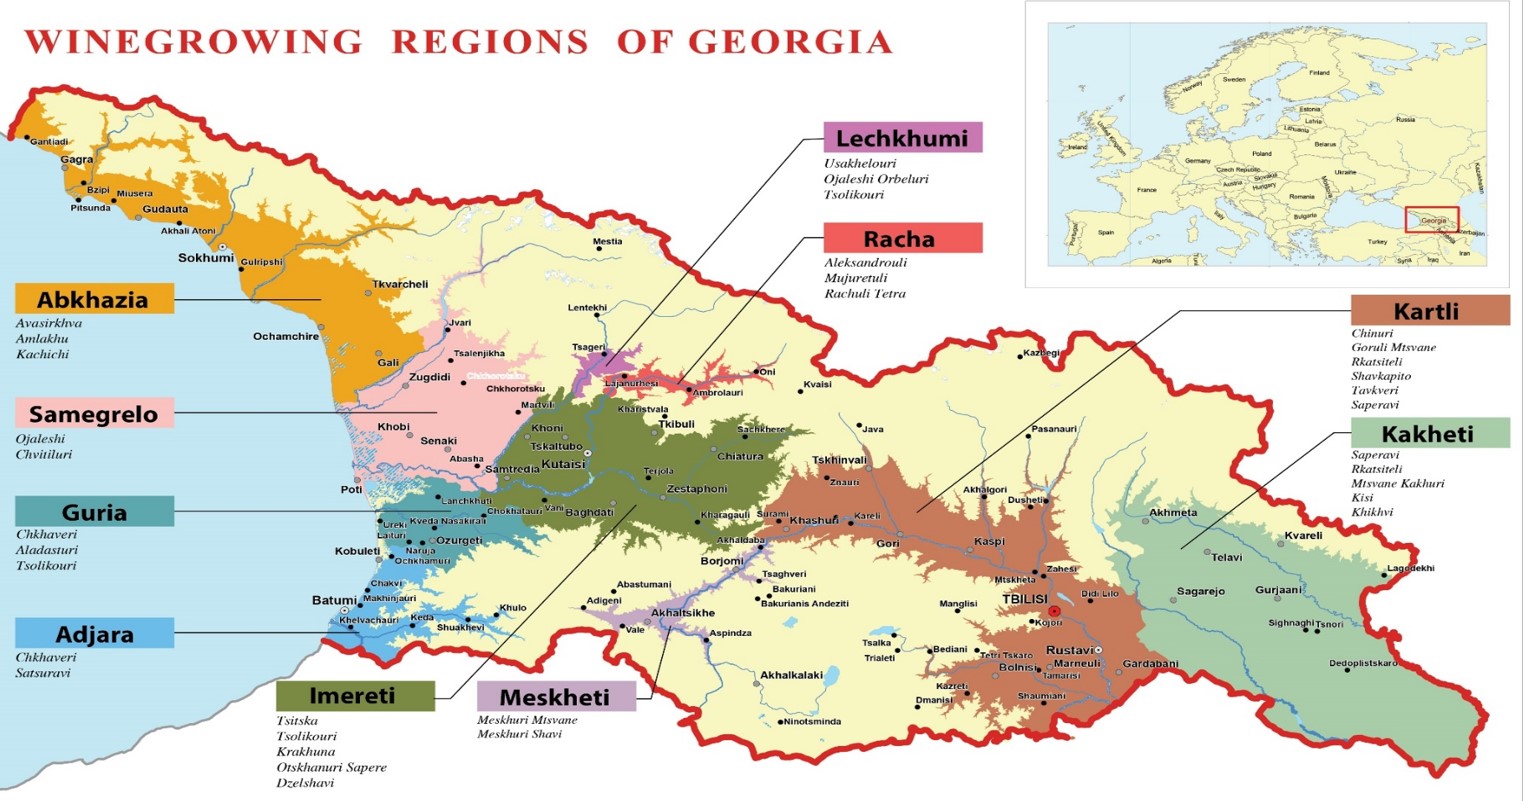 WINEGROWING REGIONS OF GEORGIA
Norway
Sweden
Finland
Russia
Estonia
Latvia
Lithuania
Belarus
Ireland
United Kingdom
Germany
Poland
Czech Republic
Slovakia
Ukraine
Kazakhstan
France
Austria
Hungary
Moldova
Romania
Portugal
Spain
Italy
Bulgaria
Georgia
Armenia
Azerbaijan
Turkey
Algeria
Syria
Iraq
Iran
Lechkhumi
Usakhelouri
Ojaleshi Orbeluri
Tsolikouri
Racha
Aleksandrouli
Mujuretuli
Rachuli Tetra
Abkhazia
Avasirkhva
Amlakhu
Kachichi
Kartli
Chinuri
Goruli Mtsvane
Rkatsiteli
Shavkapito
Tavkveri
Saperavi
Samegrelo
Ojaleshi
Chvitiluri
Kakheti
Saperavi
Rkatsiteli
Mtsvane Kakhuri
Kisi
Khikhvi
Guria
Chkhaveri
Aladasturi
Tsolikouri
Adjara
Chkhaveri
Satsuravi
Imereti
Tsitska
Tsolikouri
Krakhuna
Otskhanuri Sapere
Dzelshavi
Meskheti
Meskhuri Mtsvane
Meskhuri Shavi
Gantiadi
Gagra
Bzipi
Miusera
Pitsunda
Gudauta
Akhali Atoni
Sokhumi
Gulripshi
Tkvarcheli
Ochamchire
Gali
Mestia
Lentekhi
Jvari
Tsalenjikha
Zugdidi
Chkhorotsku
Chkhorotsku
Martvili
Khobi
Senaki
Abasha
Samtredia
Poti
Tsageri
Lajanurhesi
Oni
Ambrolauri
Kvaisi
Kazbegi
Kharistvala
Tkibuli
Khoni
Tskaltubo
Kutaisi
Sachkhere
Chiatura
Terjola
Zestaphoni
Vani
Baghdati
Kharagauli
Java
Tskhinvali
Znauri
Pasanauri
Akhalgori
Dusheti
Lanchkhuti
Chokhatauri
Ureki
Kveda Nasakirali
Laituri
Naruja
Ozurgeti
Ochkhamuri
Kobuleti
Chakvi
Makhinjauri
Batumi
Khelvachauri
Keda
Shuakhevi
Khulo
Surami
Khashuri
Kareli
Gori
Kaspi
Akhaldaba
Borjomi
Tsaghveri
Bakuriani
Bakurianis Andeziti
Abastumani
Adigeni
Akhaltsikhe
Vale
Aspindza
Akhalkalaki
Ninotsminda
Mtskheta
Zahesi
TBILISI
Didi Lilo
Manglisi
Kojori
Tsalka
Trialeti
Bediani
Tetri Tskaro
Rustavi
Bolnisi
Marneuli
Tamarisi
Gardabani
Kazreti
Dmanisi
Shaumiani
Akhmeta
Telavi
Kvareli
Lagodekhi
Sagarejo
Gurjaani
Sighnaghi
Tsnori
Dedoplistskaro